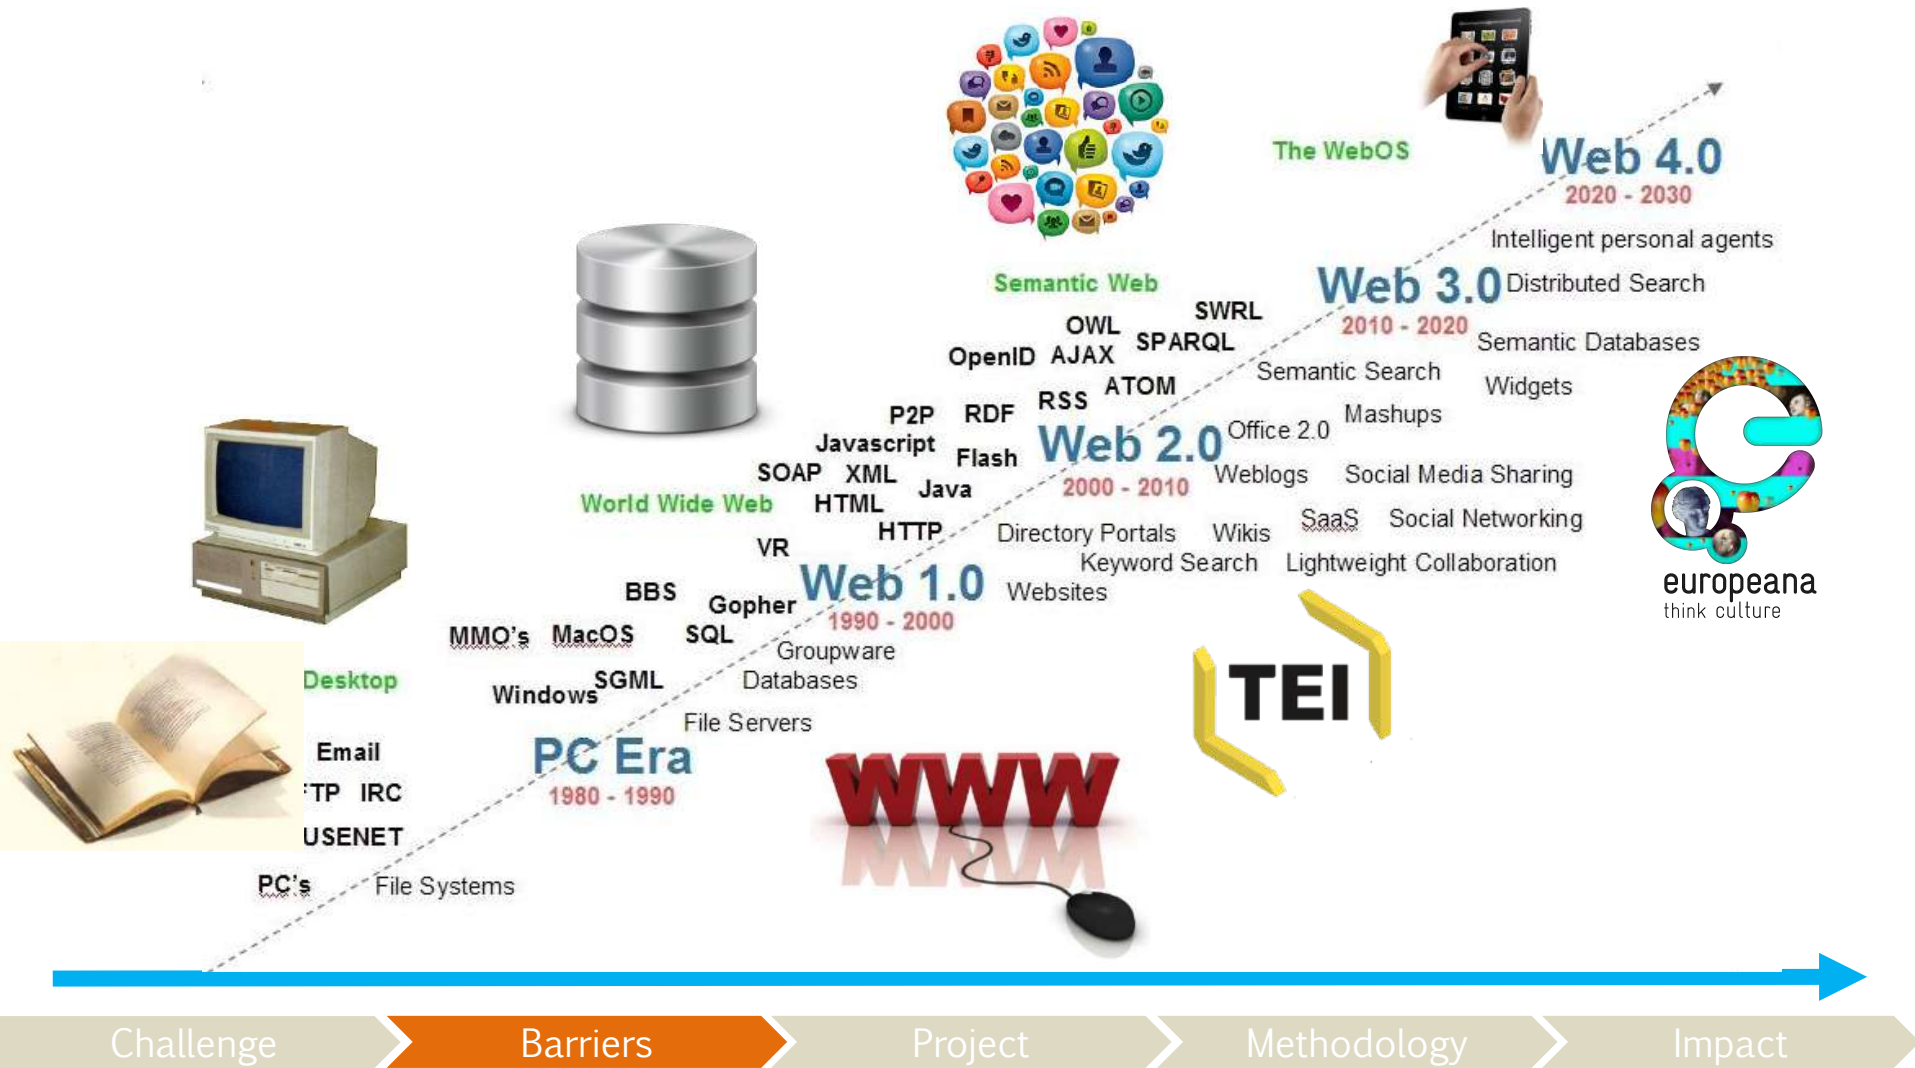 The WebOS
Web 4.0
2020 - 2030
Intelligent personal agents
Semantic Web
Web 3.0
Distributed Search
2010 - 2020
SWRL
OWL
SPARQL
Semantic Databases
OpenID
AJAX
Semantic Search
Widgets
ATOM
RSS
P2P
RDF
Mashups
Office 2.0
Javascript
Flash
Web 2.0
2000 - 2010
SOAP
XML
Java
Weblogs
Social Media Sharing
World Wide Web
HTML
HTTP
Directory Portals
Wikis
SaaS
Social Networking
VR
Keyword Search
Lightweight Collaboration
Web 1.0
1990 - 2000
Websites
europeana
think culture
BBS
Gopher
MMO's
MacOS
SQL
Groupware
Desktop
Windows
SGML
Databases
TEI
File Servers
Email
PC Era
1980 - 1990
WWW
TP
IRC
USENET
PC's
File Systems
Challenge
Barriers
Project
Methodology
Impact